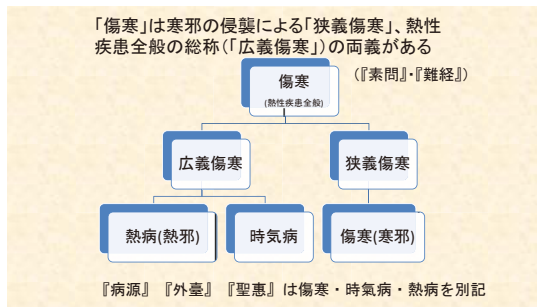 「傷寒」は寒邪の侵襲による「狭義傷寒」、熱性
疾患全般の総称(「広義傷寒」)の両義がある
(『素問』・『難経』)
傷寒
(熱性疾患全般)
広義傷寒
狭義傷寒
熱病(熱邪)
時気病
傷寒(寒邪)
『病源』 『外臺』 『聖惠』 は傷寒・時氣病・熱病を別記